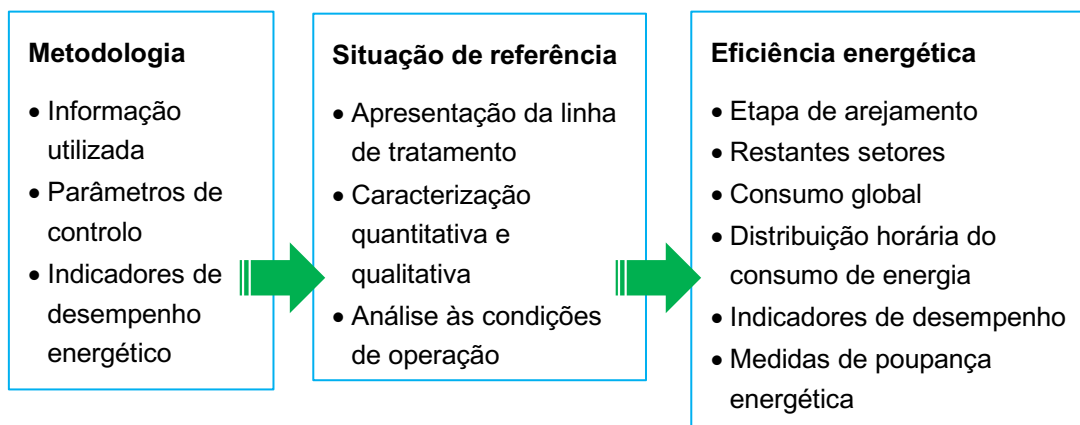 Metodologia
• Informação
utilizada
• Parâmetros de
controlo
• Indicadores de
desempenho
energético
Situação de referência
• Apresentação da linha
de tratamento
• Caracterização
quantitativa e
qualitativa
• Análise às condições
de operação
Eficiência energética
• Etapa de arejamento
• Restantes setores
• Consumo global
• Distribuição horária do
consumo de energia
• Indicadores de desempenho
• Medidas de poupança
energética